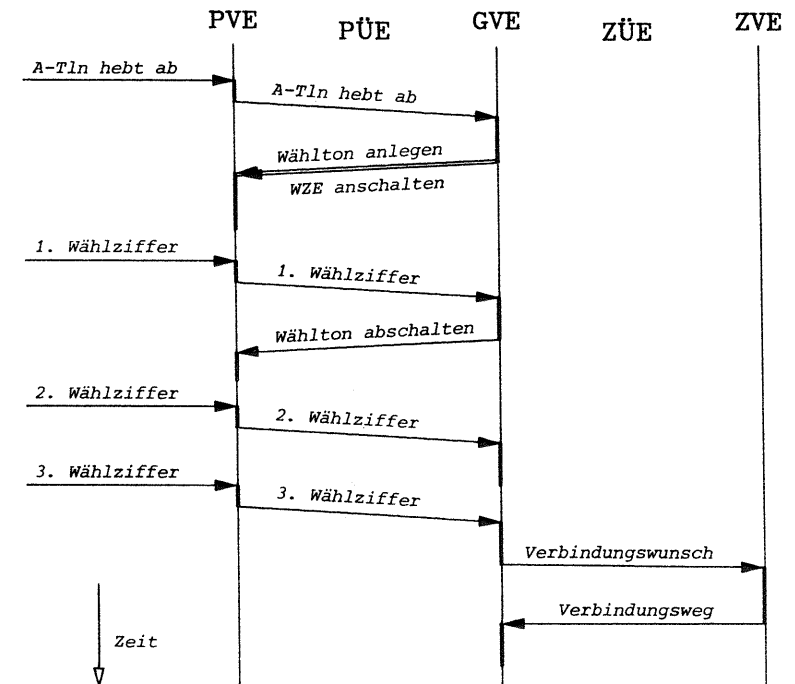 PVE PÜE GVE ZÜE ZVE
A-Tln hebt ab
A-Tln hebt ab
Wählton anlegen
WZE anschalten
1. Wählziffer
1. Wählziffer
Wählton abschalten
2. Wählziffer
2. Wählziffer
3. Wählziffer
3. Wählziffer
Verbindungswunsch
Verbindungsweg
Zeit